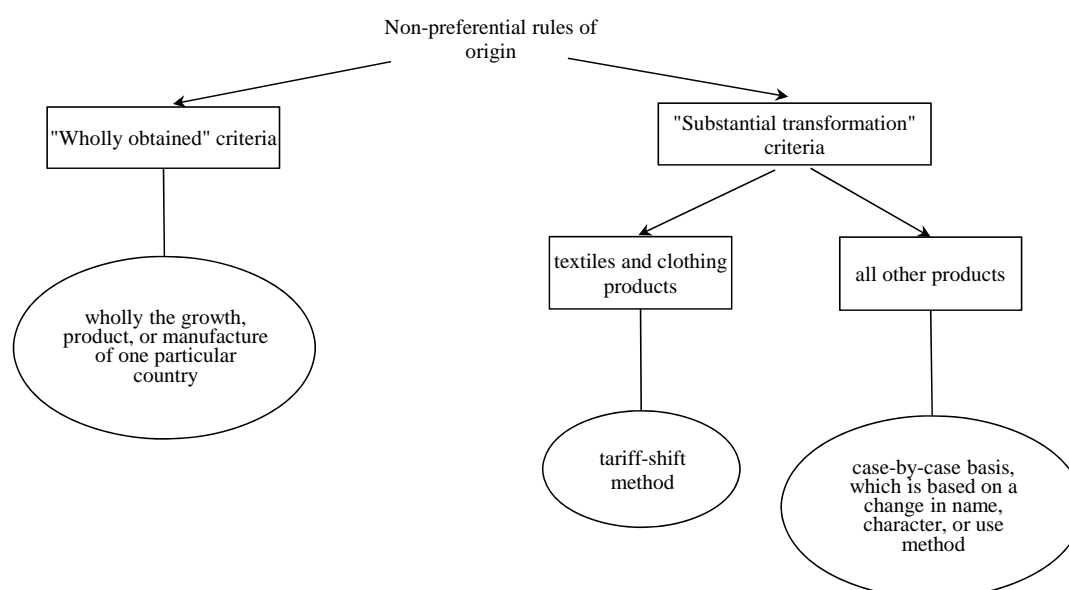 Non-preferential rules of
origin
"Wholly obtained" criteria
"Substantial transformation"
criteria
textiles and clothing
products
all other products
wholly the growth,
product, or manufacture
of one particular
country
tariff-shift
method
case-by-case basis,
which is based on a
change in name,
character, or use
method